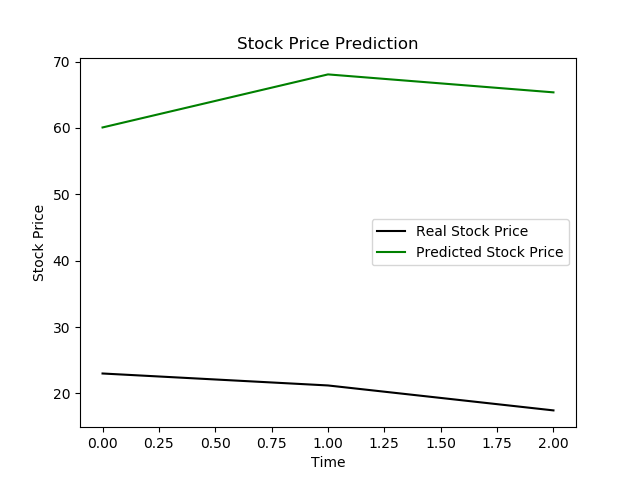 Stock Price Prediction
70
60
50
40
30
20
Stock Price
Real Stock Price
Predicted Stock Price
0.00 0.25 0.50 0.75 1.00 1.25 1.50 1.75 2.00
Time